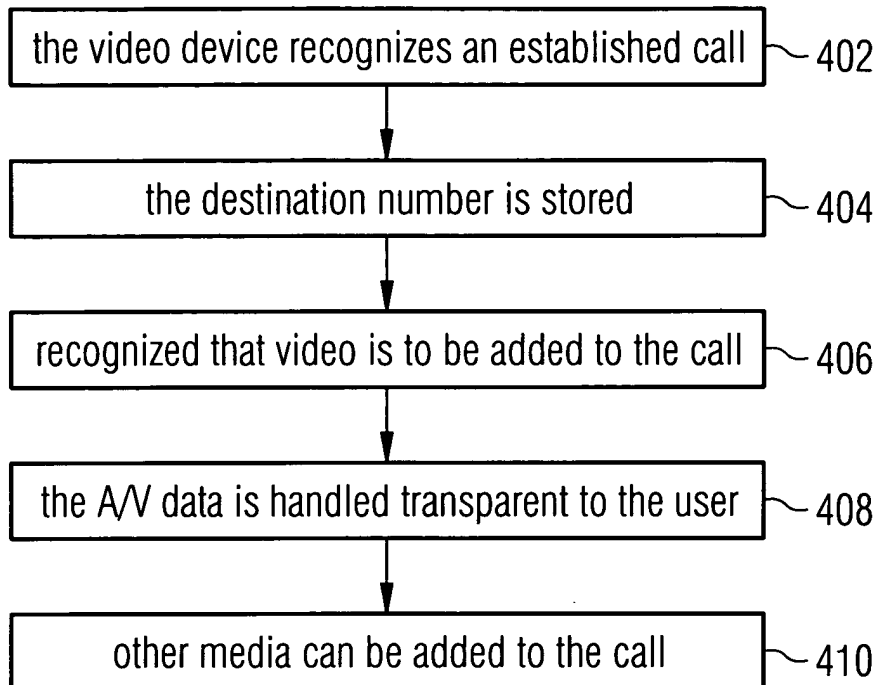 the video device recognizes an established call 402
the destination number is stored 404
recognized that video is to be added to the call 406
the A/V data is handled transparent to the user 408
other media can be added to the call 410